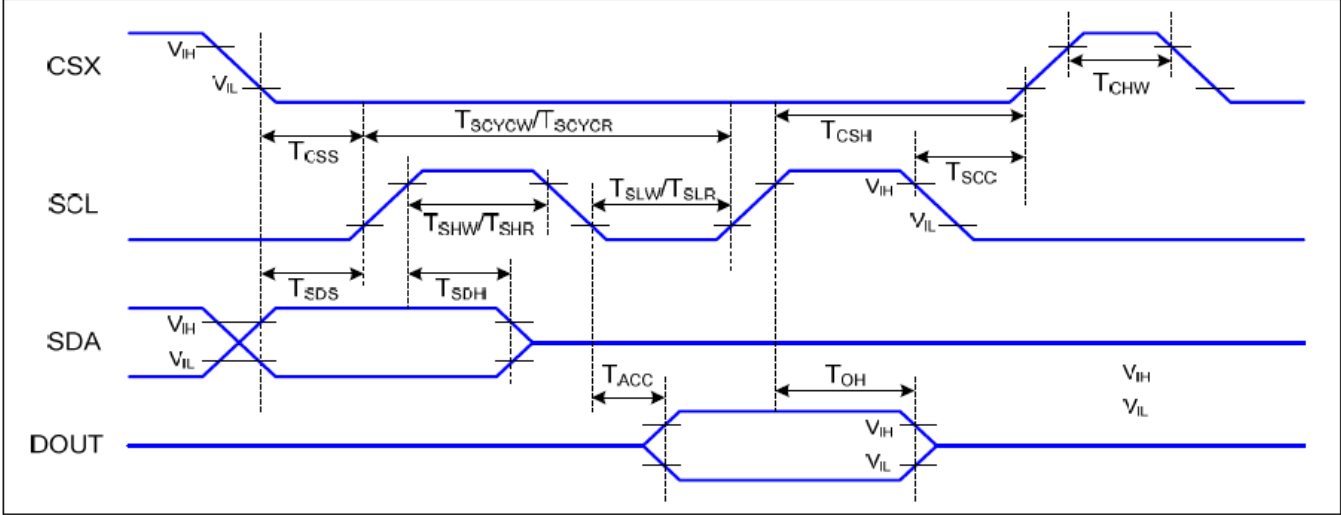 CSX
VIH
VIL
TCHW
TSCYCW/TSCYCR
TCSH
TCSS
TSCC
SCL
TSLW/TSLR
VIH
VIL
TSHW/TSHR
TSDS
TSDH
SDA
VIH
VIL
TACC
TOH
VIH
VIL
DOUT
VIH
VIL